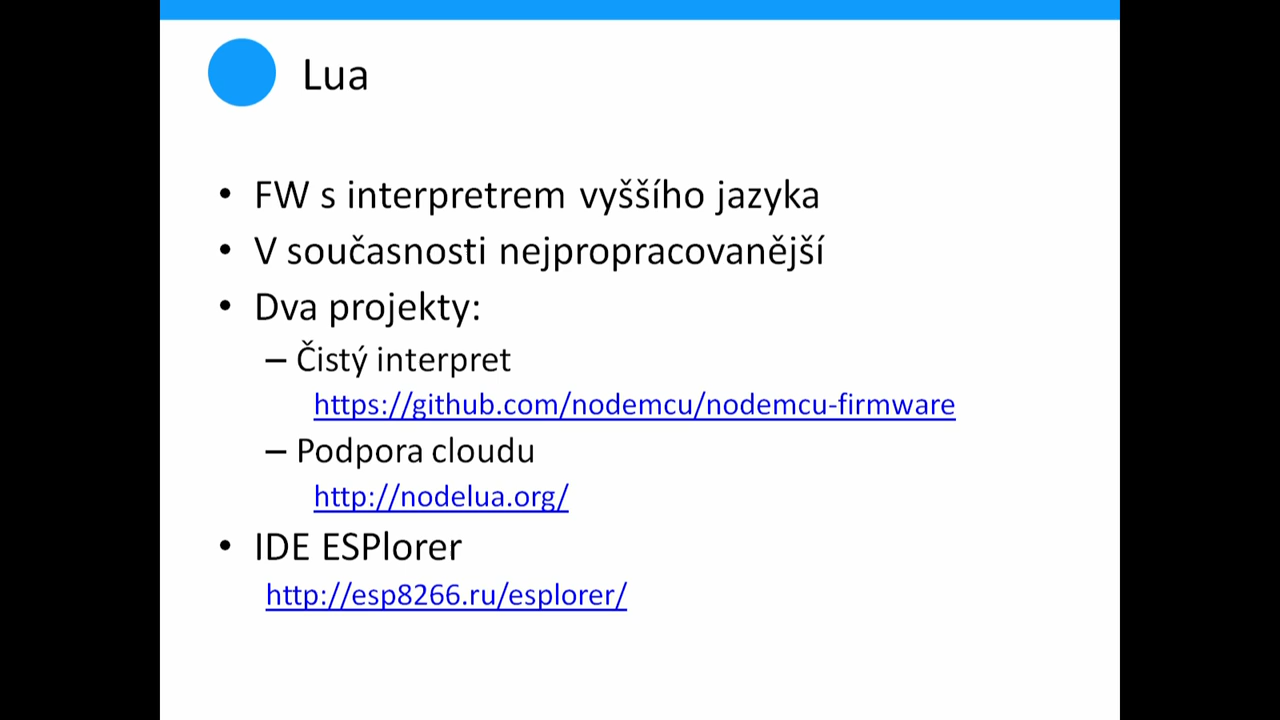 Lua
• FW s interpretrem vyššího jazyka
• V současnosti nejpropracovanější
• Dva projekty:
– Čistý interpret
https://github.com/nodemcu/nodemcu-firmware
– Podpora cloudu
http://nodelua.org/
• IDE ESPlorer
http://esp8266.ru/esplorer/